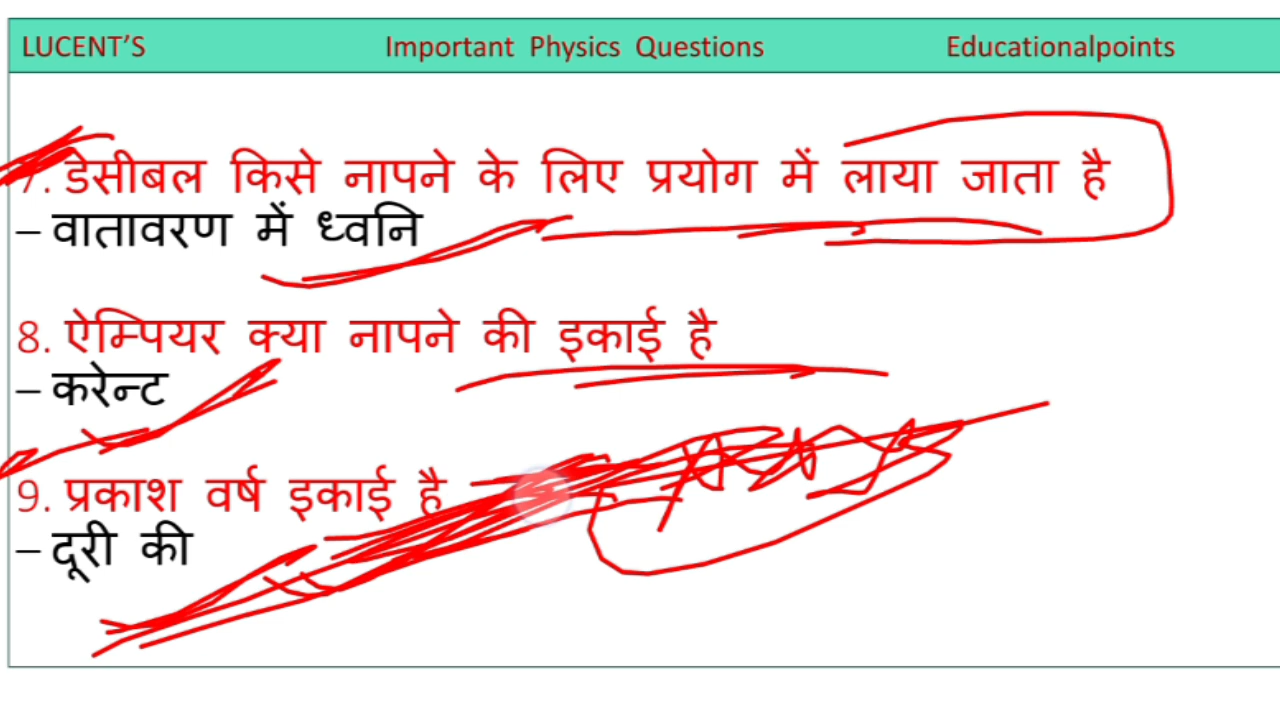 LUCENT'S Important Physics Questions Educationalpoints
7. डेसीबल किसे नापने के लिए प्रयोग में लाया जाता है
– वातावरण में ध्वनि
8. ऐम्पियर क्या नापने की इकाई है
– करेन्ट
9. प्रकाश वर्ष इकाई है
– दूरी की